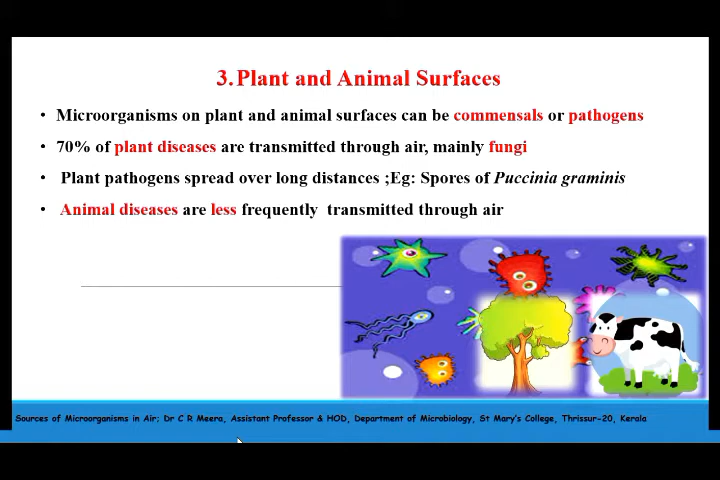 3. Plant and Animal Surfaces
• Microorganisms on plant and animal surfaces can be commensals or pathogens
• 70% of plant diseases are transmitted through air, mainly fungi
• Plant pathogens spread over long distances ;Eg: Spores of Puccinia graminis
• Animal diseases are less frequently transmitted through air
Sources of Microorganisms in Air; Dr C R Meera, Assistant Professor & HOD, Department of Microbiology, St Mary's College, Thrissur-20, Kerala